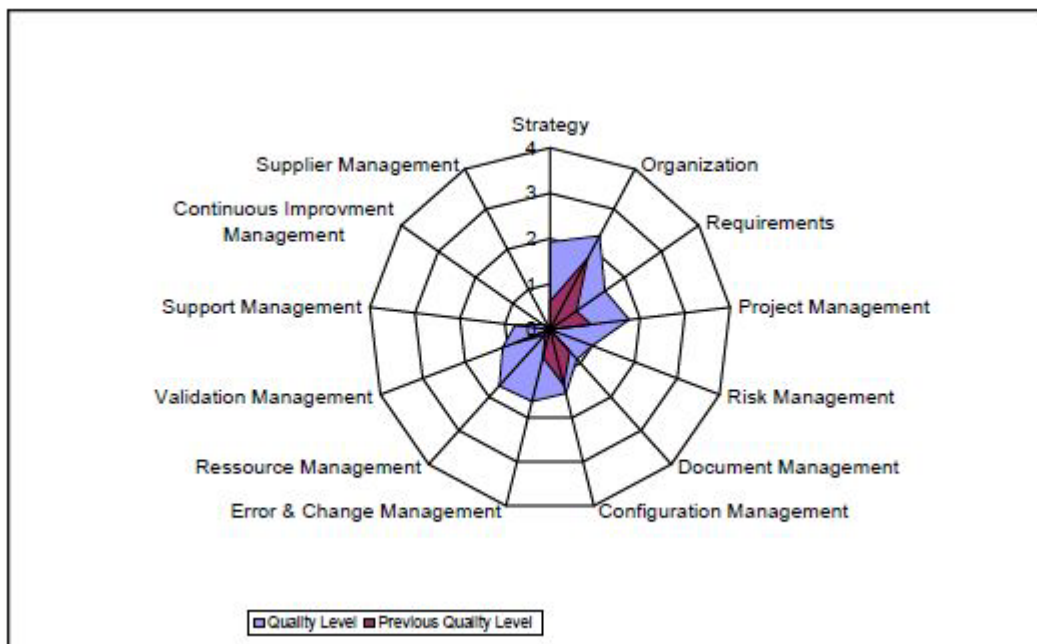 Strategy
4
Supplier Management
Organization
3
Continuous Improvment
Management
Requirements
2
1
Support Management
Project Management
0
Validation Management
Risk Management
Ressource Management
Document Management
Error & Change Management
Configuration Management
Quality Level
Previous Quality Level